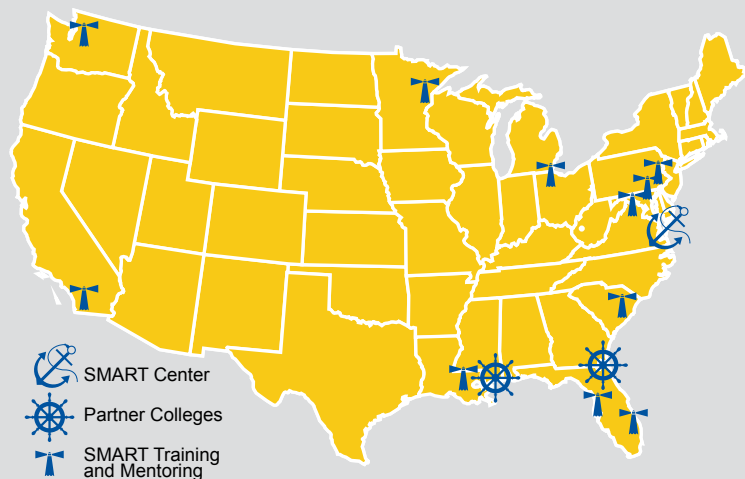 SMART Center
Partner Colleges
SMART Training
and Mentoring